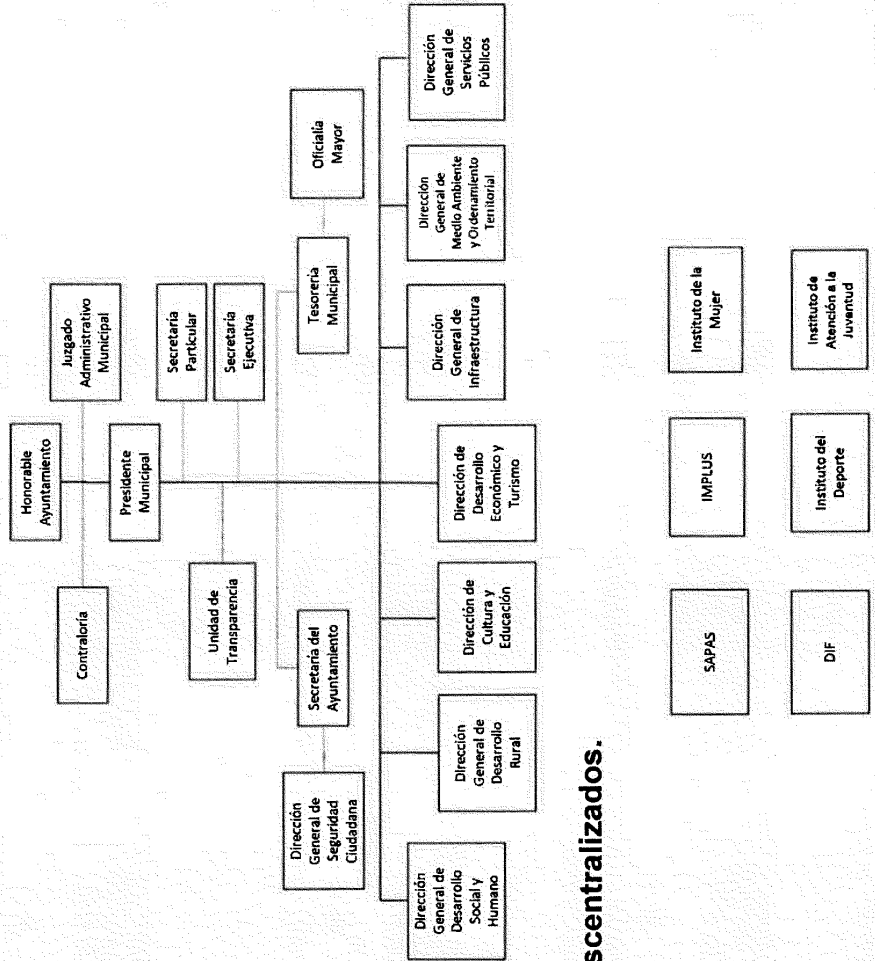 Honorable
Ayuntamiento
Contraloría
Juzgado
Administrativo
Municipal
Presidente
Municipal
Secretaría
Particular
Unidad de
Transparencia
Secretaría
Ejecutiva
Dirección
General de
Seguridad
Ciudadana
Secretaría del
Ayuntamiento
Tesorería
Municipal
Oficialía
Mayor
Dirección
General de
Desarrollo
Social y
Humano
Dirección
General de
Desarrollo
Rural
Dirección de
Cultura y
Educación
Dirección de
Desarrollo
Económico y
Turismo
Dirección
General de
Infraestructura
Dirección
General de
Medio Ambiente
y Ordenamiento
Territorial
Dirección
General de
Servicios
Públicos
scentralizados.
SAPAS
IMPLUS
Instituto de la
Mujer
DIF
Instituto del
Deporte
Instituto de
Atención a la
Juventud